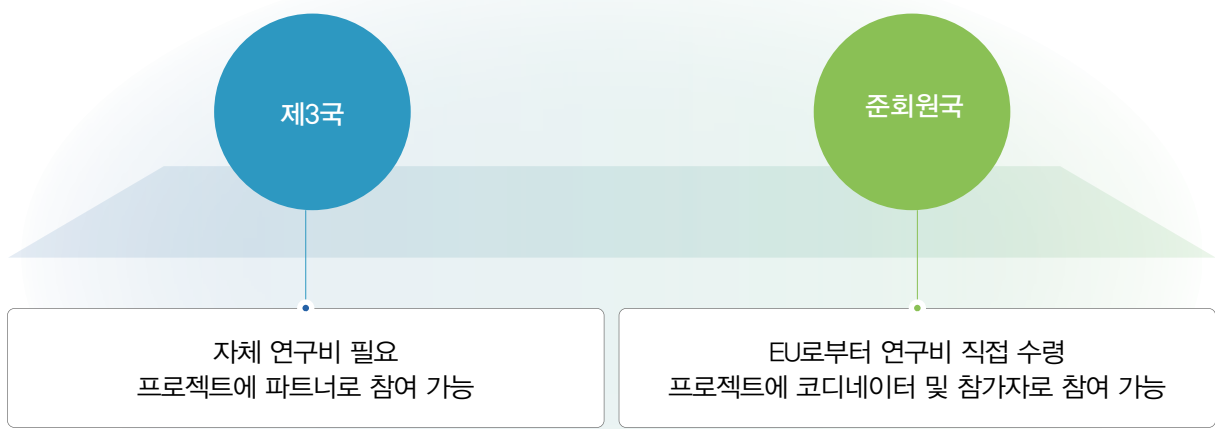 제3국
준회원국
자체 연구비 필요
프로젝트에 파트너로 참여 가능
EU로부터 연구비 직접 수령
프로젝트에 코디네이터 및 참가자로 참여 가능